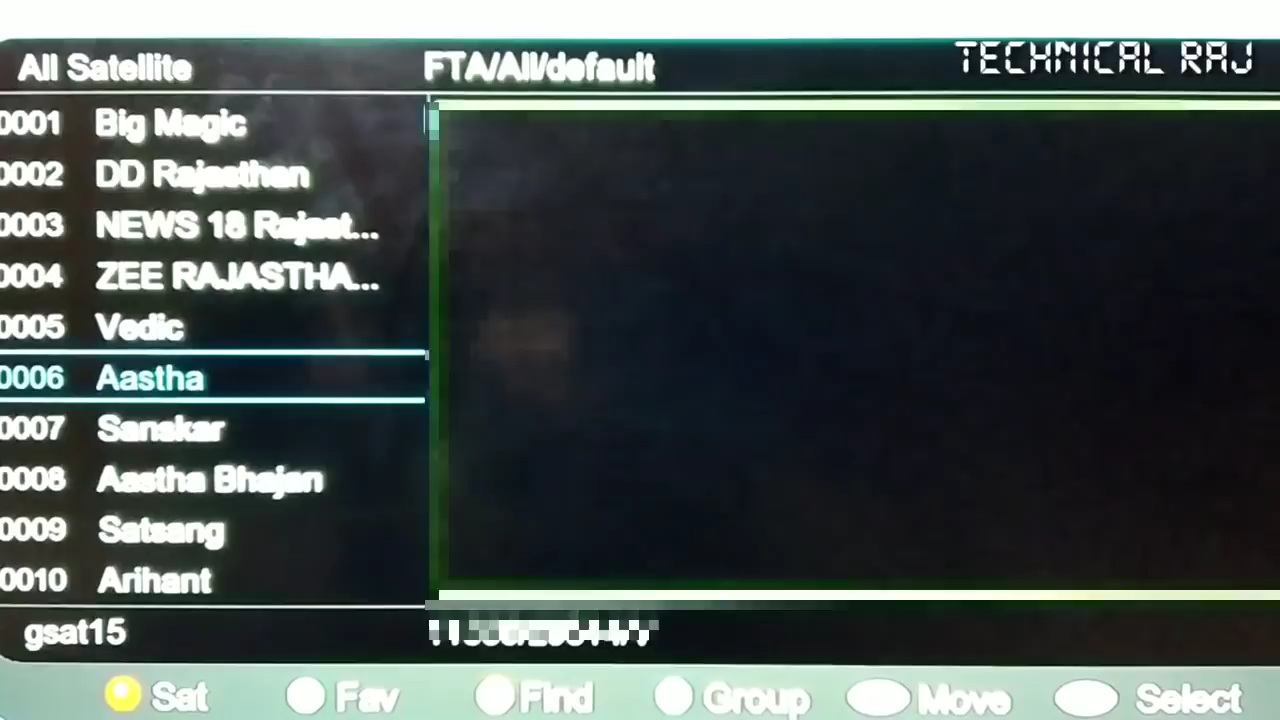 All Satellite FTA/All/default TECHNICAL RAJ
0001 Big Magic
0002 DD Rajasthan
0003 NEWS 18 Rajast...
0004 ZEE RAJASTHA...
0005 Vedic
0006 Aastha
0007 Sanskar
0008 Aastha Bhajan
0009 Satsang
0010 Arihant
gsat15
Sat Fav Find Group Move Select